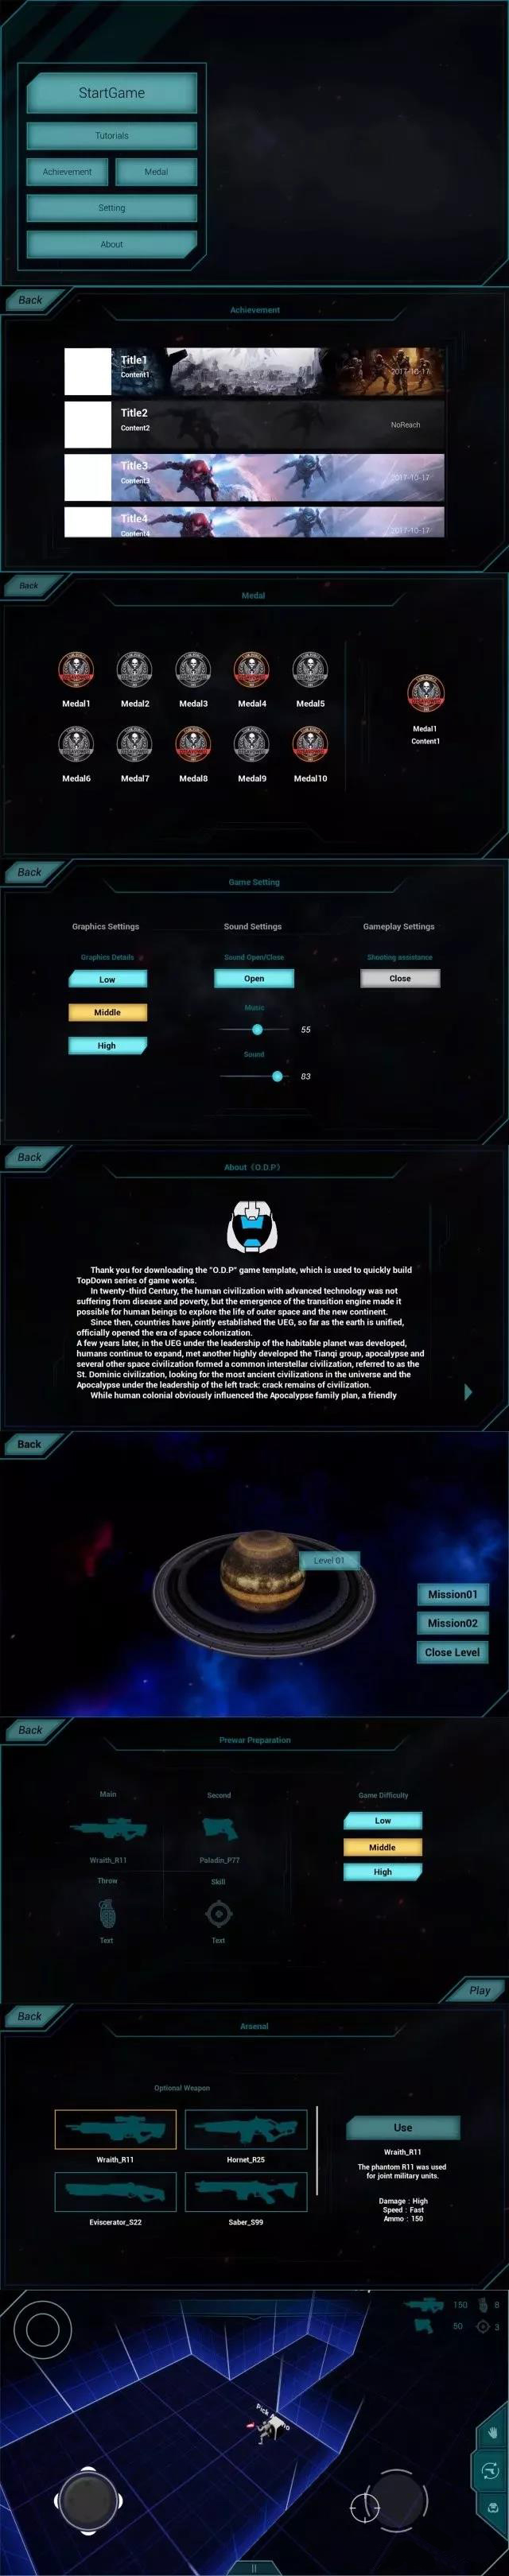 StartGame
Tutorials
Achievement Medal
Setting
About
Back
Achievement
Title1
Content1
2017-10-17
Title2
Content2
NoReach
Title3
Content3
2017-10-17
Title4
Content4
2017-10-17
Back
Medal
Medal1 Medal2 Medal3 Medal4 Medal5
Medal6 Medal7 Medal8 Medal9 Medal10
Medal1
Content1
Back
Game Setting
Graphics Settings Sound Settings Gameplay Settings
Graphics Details Sound Open/Close Shooting assistance
Low Open Close
Middle
Music
55
High
Sound
83
Back
About (O.D.P)
Thank you for downloading the "O.D.P" game template, which is used to quickly build
TopDown series of game works.
In twenty-third Century, the human civilization with advanced technology was not
suffering from disease and poverty, but the emergence of the transition engine made it
possible for human beings to explore the life of outer space and the new continent.
Since then, countries have jointly established the UEG, so far as the earth is unified,
officially opened the era of space colonization.
A few years later, in the UEG under the leadership of the habitable planet was developed,
humans continue to expand, met another highly developed the Tianqi group, apocalypse and
several other space civilization formed a common interstellar civilization, referred to as the
St. Dominic civilization, looking for the most ancient civilizations in the universe and the
Apocalypse under the leadership of the left track: crack remains of civilization.
While human colonial obviously influenced the Apocalypse family plan, a friendly
Back
Level 01
Mission01
Mission02
Close Level
Back
Prewar Preparation
Main Second Game Difficulty
Low
Middle
Wraith_R11 Paladin_P77
High
Throw Skill
Text Text
Play
Back
Arsenal
Optional Weapon
Use
Wraith_R11 Hornet_R25
Wraith_R11
The phantom R11 was used
for joint military units.
Damage : High
Speed : Fast
Ammo : 150
Eviscerator_S22 Saber_S99
150 8
50 3
Pick